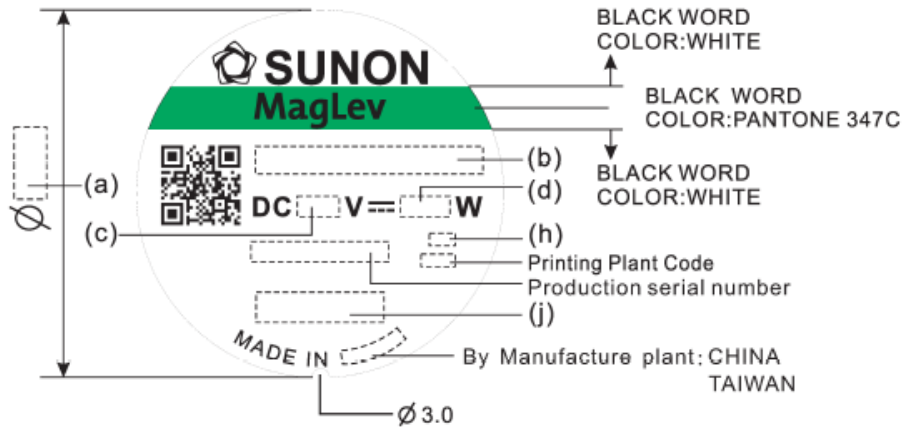 BLACK WORD
COLOR:WHITE
SUNON
MagLev
BLACK WORD
COLOR:PANTONE 347C
BLACK WORD
COLOR:WHITE
(a)
Ø
(b)
DC V W
(d)
(c)
(h)
Printing Plant Code
Production serial number
(j)
MADE IN
By Manufacture plant: CHINA
TAIWAN
Ø 3.0